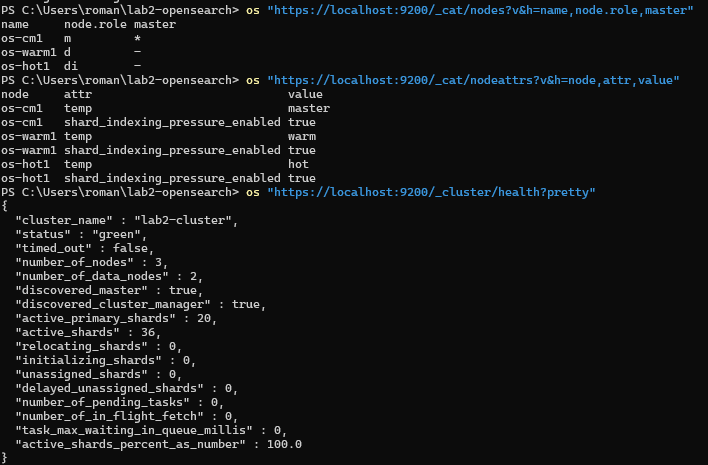 PS C:\Users\roman\lab2-opensearch> os "https://localhost:9200/_cat/nodes?v&h=name,node.role,master"
name     node.role master
os-cm1   m         *
os-warm1 d         -
os-hot1  di        -
PS C:\Users\roman\lab2-opensearch> os "https://localhost:9200/_cat/nodeattrs?v&h=node,attr,value"
node     attr                            value
os-cm1   temp                            master
os-cm1   shard_indexing_pressure_enabled true
os-warm1 temp                            warm
os-warm1 shard_indexing_pressure_enabled true
os-hot1  temp                            hot
os-hot1  shard_indexing_pressure_enabled true
PS C:\Users\roman\lab2-opensearch> os "https://localhost:9200/_cluster/health?pretty"
{
  "cluster_name" : "lab2-cluster",
  "status" : "green",
  "timed_out" : false,
  "number_of_nodes" : 3,
  "number_of_data_nodes" : 2,
  "discovered_master" : true,
  "discovered_cluster_manager" : true,
  "active_primary_shards" : 20,
  "active_shards" : 36,
  "relocating_shards" : 0,
  "initializing_shards" : 0,
  "unassigned_shards" : 0,
  "delayed_unassigned_shards" : 0,
  "number_of_pending_tasks" : 0,
  "number_of_in_flight_fetch" : 0,
  "task_max_waiting_in_queue_millis" : 0,
  "active_shards_percent_as_number" : 100.0
}